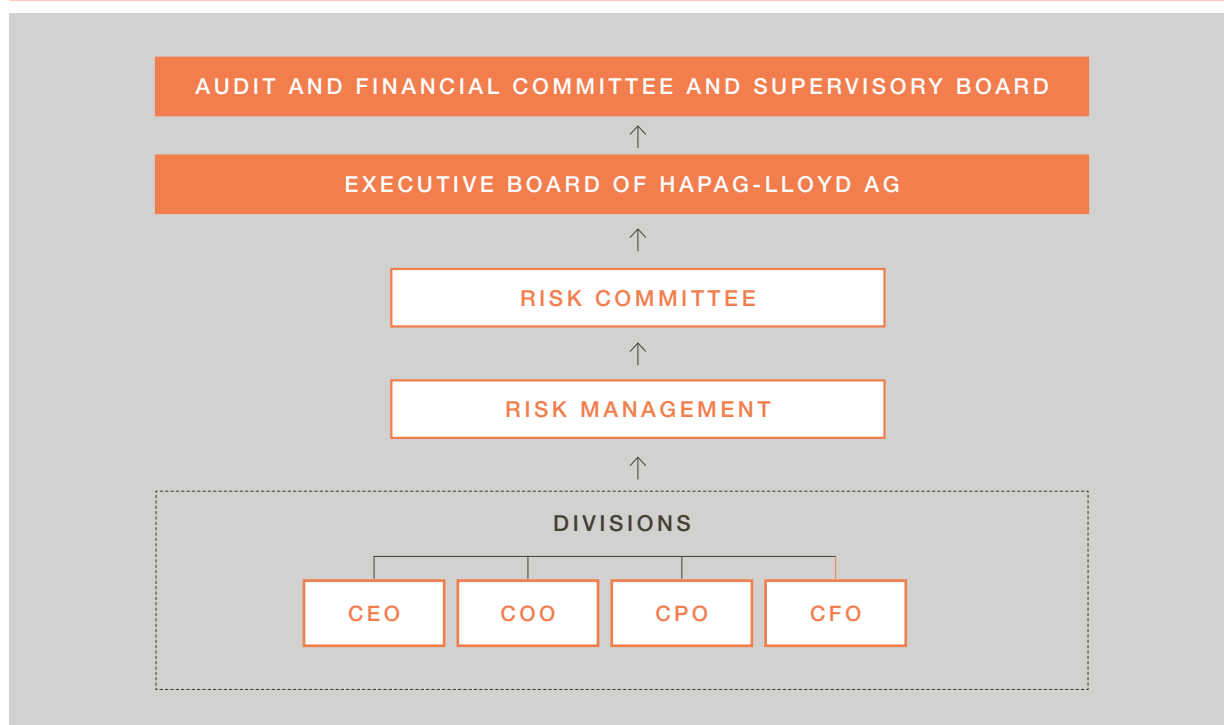 AUDIT AND FINANCIAL COMMITTEE AND SUPERVISORY BOARD
EXECUTIVE BOARD OF HAPAG-LLOYD AG
RISK COMMITTEE
RISK MANAGEMENT
DIVISIONS
CEO
COO
CPO
CFO